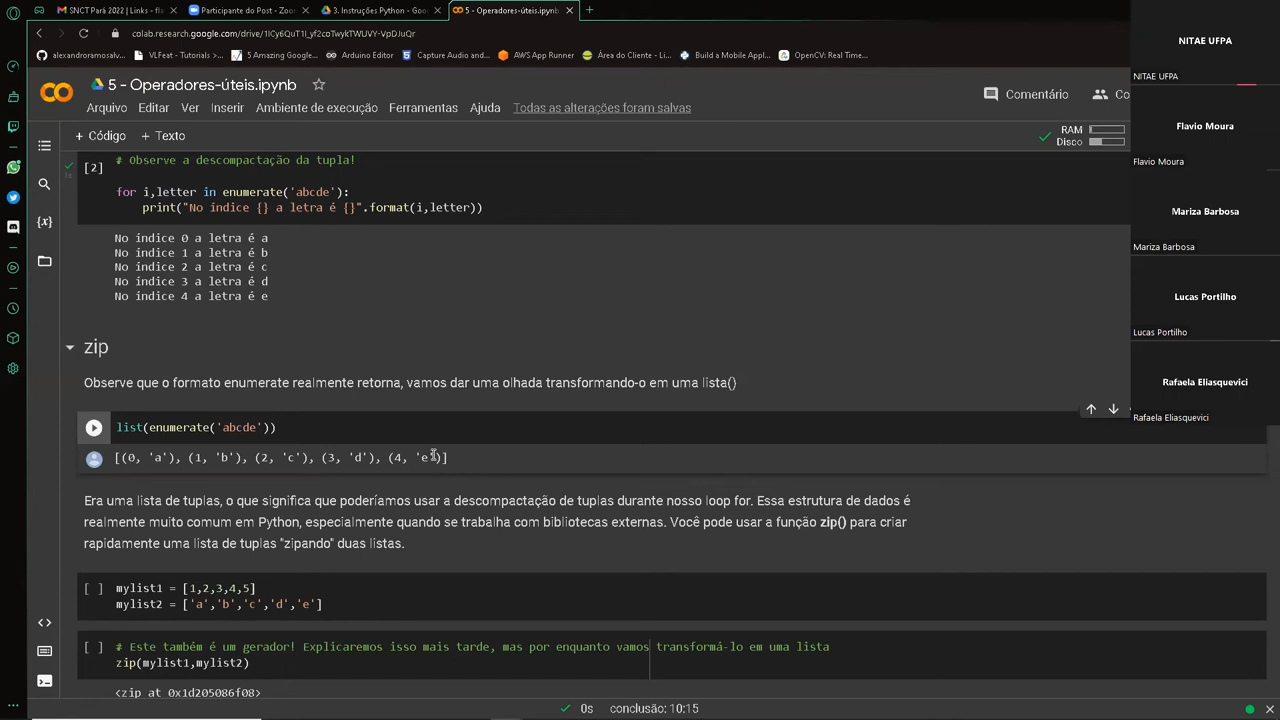 SNCT Pará 2022 | Links - fl
Participante do Post - Zoo
3. Instruções Python - Goo
5 - Operadores-úteis.ipynb
colab.research.google.com/drive/1ICy6QuT1I_yf2coTwykTWUVY-VpDJuQr
alexandroramosalv...
VLFeat - Tutorials >...
5 Amazing Google...
Arduino Editor
Capture Audio and...
AWS App Runner
Área do Cliente |...
Build a Mobile Appl...
OpenCV: Real Time...
5 - Operadores-úteis.ipynb
Comentário
Co
Arquivo Editar Ver Inserir Ambiente de execução Ferramentas Ajuda Todas as alterações foram salvas
+ Código + Texto
RAM
Disco
# Observe a descompactação da tupla!
[2]
for i,letter in enumerate('abcde'):
print("No índice {} a letra é {}".format(i,letter))
No índice 0 a letra é a
No índice 1 a letra é b
No índice 2 a letra é c
No índice 3 a letra é d
No índice 4 a letra é e
zip
Observe que o formato enumerate realmente retorna, vamos dar uma olhada transformando-o em uma lista()
list(enumerate('abcde'))
[(0, 'a'), (1, 'b'), (2, 'c'), (3, 'd'), (4, 'e')]
Era uma lista de tuplas, o que significa que poderíamos usar a descompactação de tuplas durante nosso loop for. Essa estrutura de dados é
realmente muito comum em Python, especialmente quando se trabalha com bibliotecas externas. Você pode usar a função zip() para criar
rapidamente uma lista de tuplas "zipando" duas listas.
[ ] mylist1 = [1,2,3,4,5]
mylist2 = ['a','b','c','d','e']
[ ] # Este também é um gerador! Explicaremos isso mais tarde, mas por enquanto vamos transformá-lo em uma lista
zip(mylist1,mylist2)
<zip at 0x1d205086f08>
0s conclusão: 10:15
NITAE UFPA
NITAE UFPA
Flavio Moura
Flavio Moura
Mariza Barbosa
Mariza Barbosa
Lucas Portilho
Lucas Portilho
Rafaela Eliasquevici
Rafaela Eliasquevici